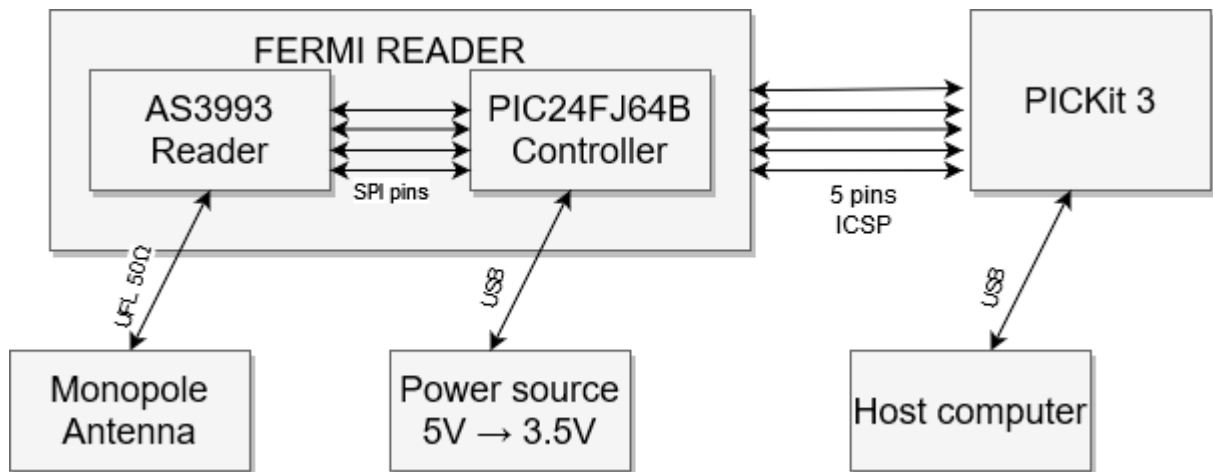 FERMI READER
AS3993
Reader
PIC24FJ64B
Controller
PICKit 3
SPI pins
5 pins
ICSP
UFL 50Ω
USB
USB
Monopole
Antenna
Power source
5V → 3.5V
Host computer